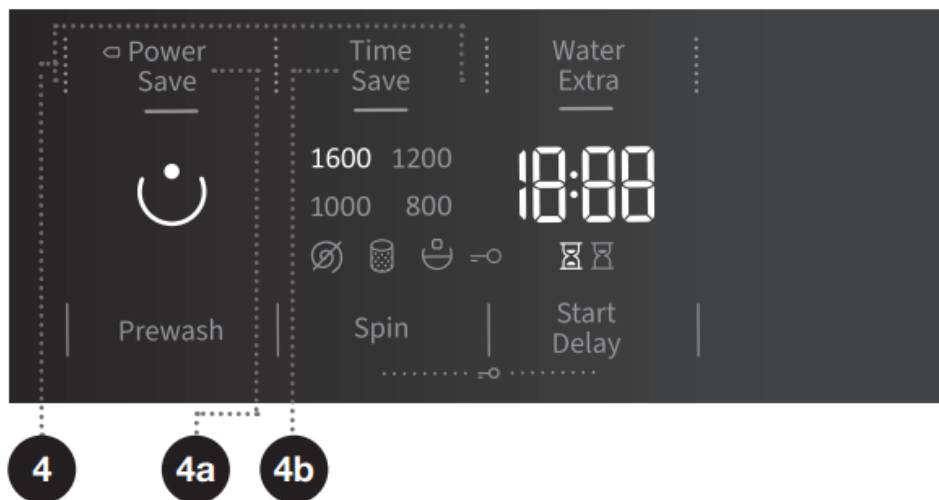 Power Save
Time Save
Water Extra
1600 1200
1000 800
18:88
Prewash
Spin
Start Delay
4
4a
4b